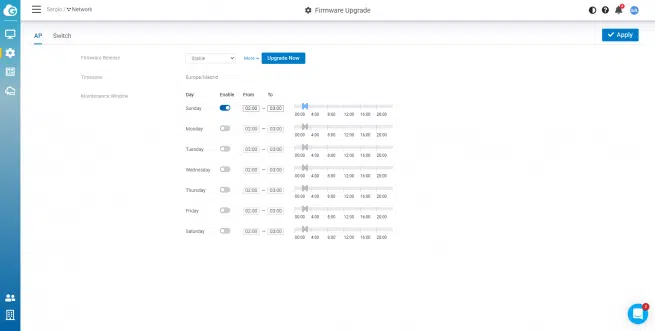 Sergio / Network
Firmware Upgrade
AP
Switch
Apply
Firmware Release
Stable
More
Upgrade Now
Timezone
Europe/Madrid
Maintenance Window
Day Enable From To
Sunday 02:00 — 03:00
00:00 4:00 8:00 12:00 16:00 20:00
Monday 02:00 — 03:00
00:00 4:00 8:00 12:00 16:00 20:00
Tuesday 02:00 — 03:00
00:00 4:00 8:00 12:00 16:00 20:00
Wednesday 02:00 — 03:00
00:00 4:00 8:00 12:00 16:00 20:00
Thursday 02:00 — 03:00
00:00 4:00 8:00 12:00 16:00 20:00
Friday 02:00 — 03:00
00:00 4:00 8:00 12:00 16:00 20:00
Saturday 02:00 — 03:00
00:00 4:00 8:00 12:00 16:00 20:00